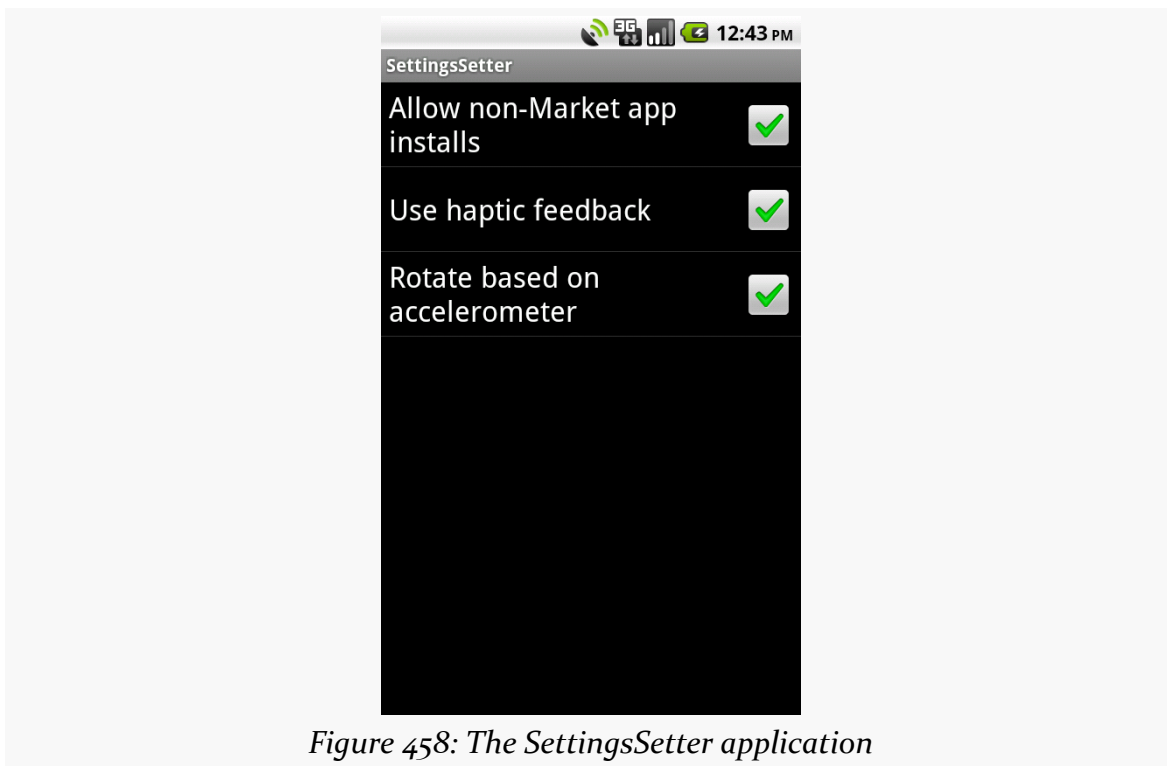 3G
12:43 PM
SettingsSetter
Allow non-Market app
installs
Use haptic feedback
Rotate based on
accelerometer
Figure 458: The SettingsSetter application